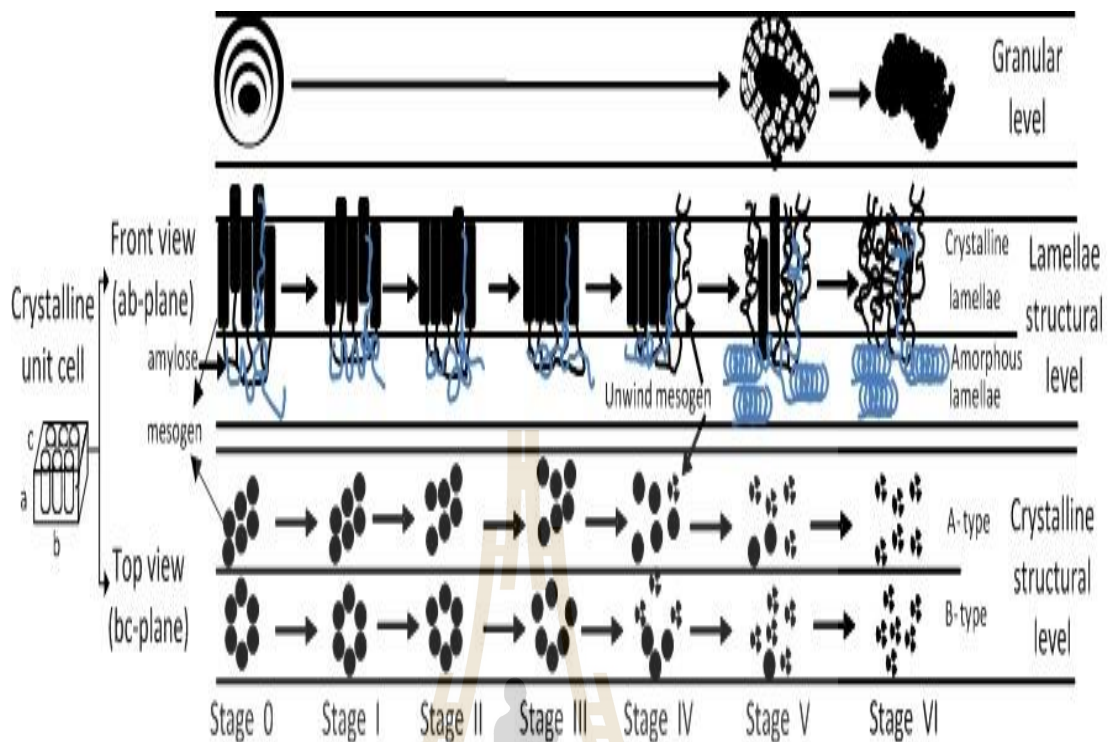 Granular
level
Front view
(ab-plane)
Crystalline
unit cell
Crystalline
lamellae
Lamellae
structural
level
amylose
Amorphous
lamellae
Unwind mesogen
mesogen
c
a
b
Top view
(bc-plane)
A-type
B-type
Crystalline
structural
level
Stage 0
Stage I
Stage II
Stage III
Stage IV
Stage V
Stage VI